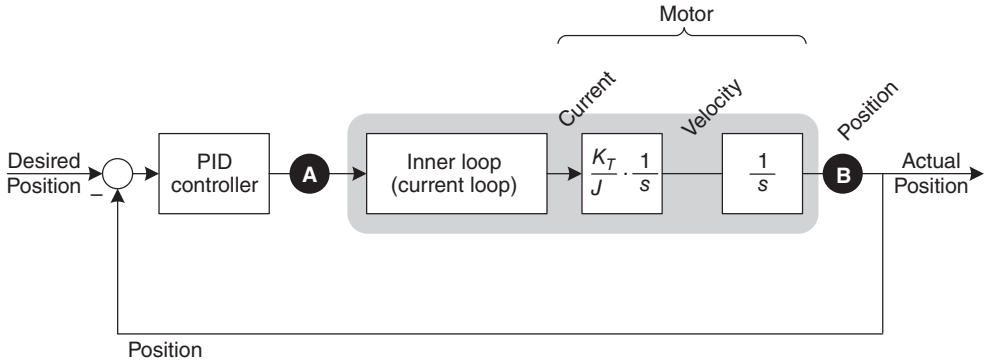 Motor
Current
Velocity
Position
Desired
Position
−
PID
controller
A
Inner loop
(current loop)
K_T/J · 1/s
1/s
B
Actual
Position
Position